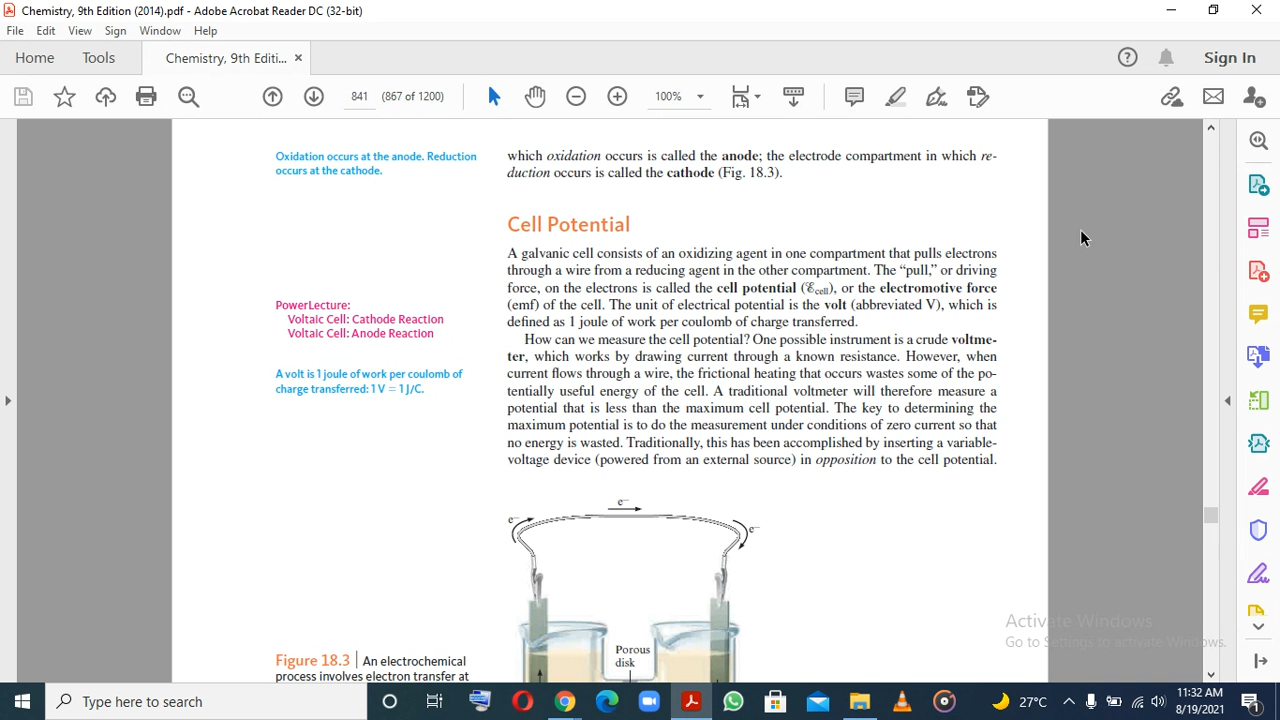 Chemistry, 9th Edition (2014).pdf - Adobe Acrobat Reader DC (32-bit)
File Edit View Sign Window Help
Home Tools Chemistry, 9th Editi... × Sign In
841 (867 of 1200) 100%
Oxidation occurs at the anode. Reduction
occurs at the cathode.
which oxidation occurs is called the anode; the electrode compartment in which re-
duction occurs is called the cathode (Fig. 18.3).
Cell Potential
A galvanic cell consists of an oxidizing agent in one compartment that pulls electrons
through a wire from a reducing agent in the other compartment. The “pull,” or driving
force, on the electrons is called the cell potential (ℰcell), or the electromotive force
(emf) of the cell. The unit of electrical potential is the volt (abbreviated V), which is
defined as 1 joule of work per coulomb of charge transferred.
PowerLecture:
Voltaic Cell: Cathode Reaction
Voltaic Cell: Anode Reaction
A volt is 1 joule of work per coulomb of
charge transferred: 1 V = 1 J/C.
How can we measure the cell potential? One possible instrument is a crude voltme-
ter, which works by drawing current through a known resistance. However, when
current flows through a wire, the frictional heating that occurs wastes some of the po-
tentially useful energy of the cell. A traditional voltmeter will therefore measure a
potential that is less than the maximum cell potential. The key to determining the
maximum potential is to do the measurement under conditions of zero current so that
no energy is wasted. Traditionally, this has been accomplished by inserting a variable-
voltage device (powered from an external source) in opposition to the cell potential.
e⁻
e⁻
e⁻
Porous
disk
Figure 18.3 | An electrochemical
process involves electron transfer at
Activate Windows
Go to Settings to activate Windows.
Type here to search
27°C
11:32 AM
8/19/2021
1